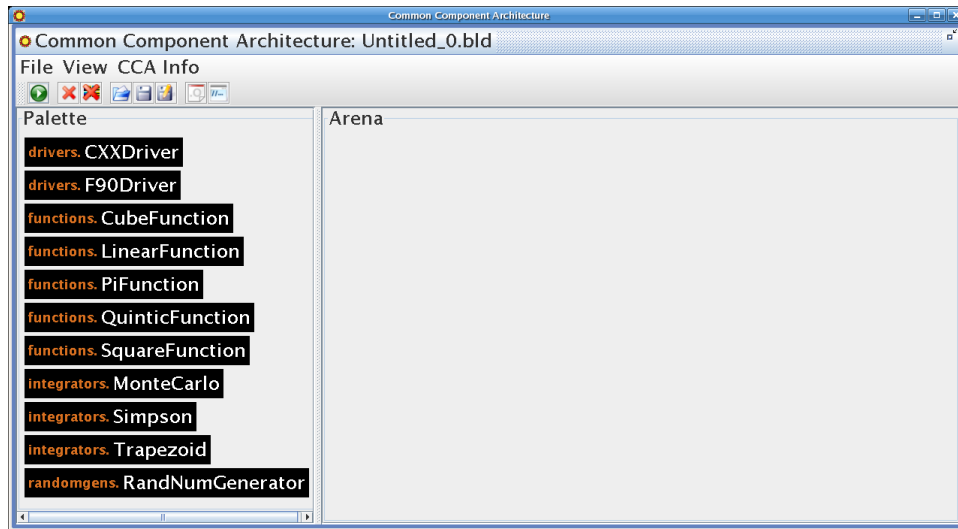 Common Component Architecture
Common Component Architecture: Untitled_0.bld
File View CCA Info
Palette
drivers. CXXDriver
drivers. F90Driver
functions. CubeFunction
functions. LinearFunction
functions. PiFunction
functions. QuinticFunction
functions. SquareFunction
integrators. MonteCarlo
integrators. Simpson
integrators. Trapezoid
randomgens. RandNumGenerator
Arena